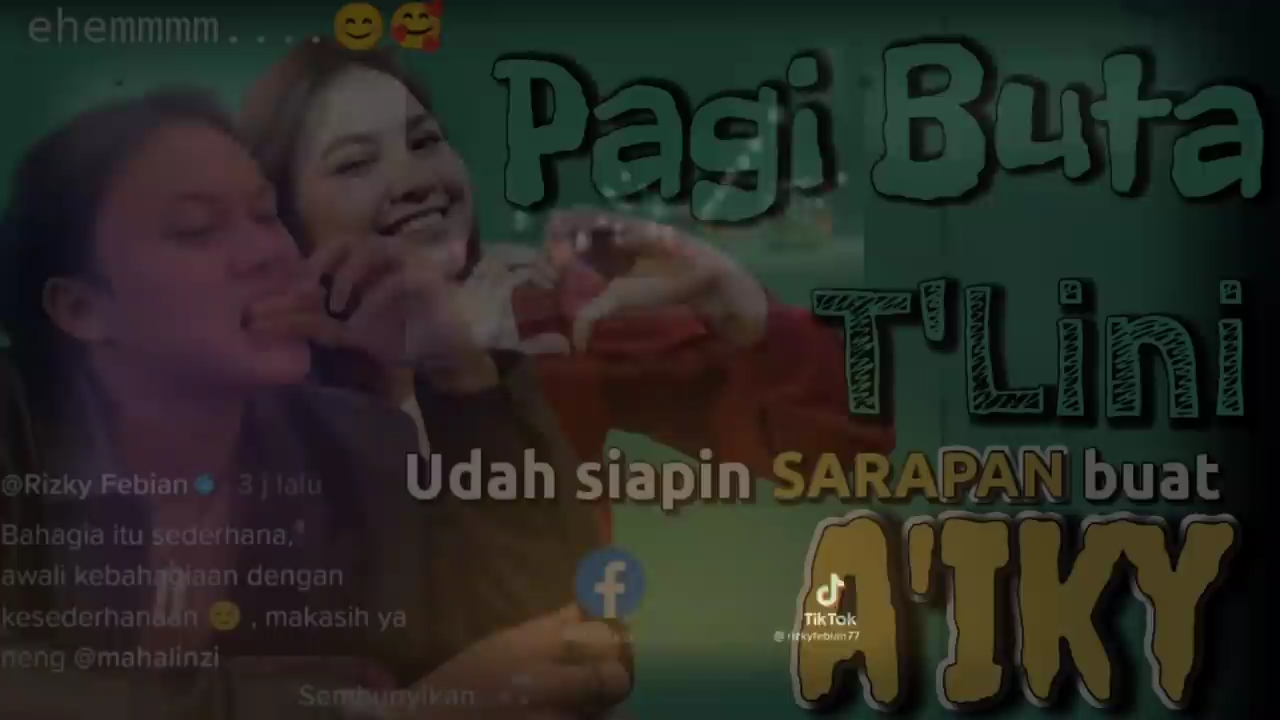 ehemmmm....😊🥰
Pagi Buta
T'Lini
Udah siapin SARAPAN buat
A'IKY
@Rizky Febian 3 j lalu
Bahagia itu sederhana,
awali kebahagiaan dengan
kesederhanaan 😊 , makasih ya
neng @mahalinzi
Sembunyikan
TikTok
@rizkyfebian77